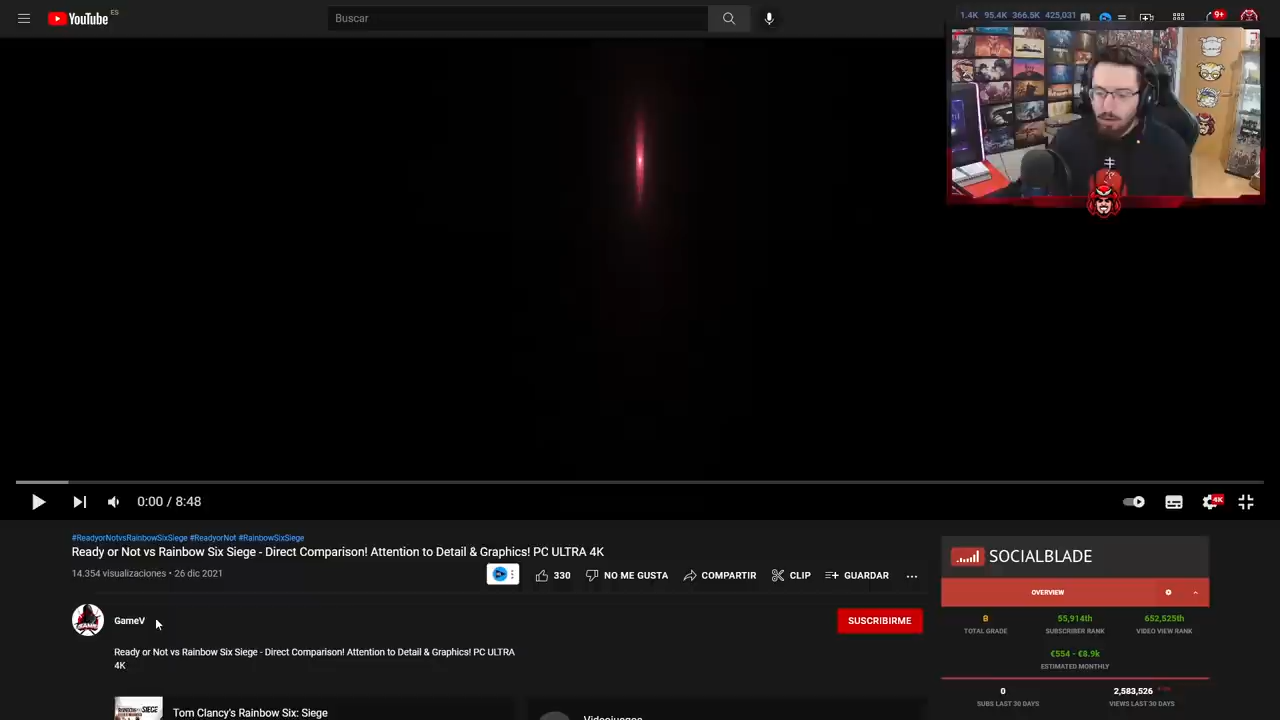 YouTube ES
Buscar
1.4K 95.4K 366.5K 425,031
9+
0:00 / 8:48
4K
#ReadyorNotvsRainbowSixSiege #ReadyorNot #RainbowSixSiege
Ready or Not vs Rainbow Six Siege - Direct Comparison! Attention to Detail & Graphics! PC ULTRA 4K
14.354 visualizaciones • 26 dic 2021
330
NO ME GUSTA
COMPARTIR
CLIP
GUARDAR
GameV
SUSCRIBIRME
Ready or Not vs Rainbow Six Siege - Direct Comparison! Attention to Detail & Graphics! PC ULTRA
4K
SIEGE
Tom Clancy's Rainbow Six: Siege
Videojuegos
SOCIALBLADE
OVERVIEW
B 55,914th 652,525th
TOTAL GRADE SUBSCRIBER RANK VIDEO VIEW RANK
€554 - €8.9k
ESTIMATED MONTHLY
0 2,583,526
SUBS LAST 30 DAYS VIEWS LAST 30 DAYS